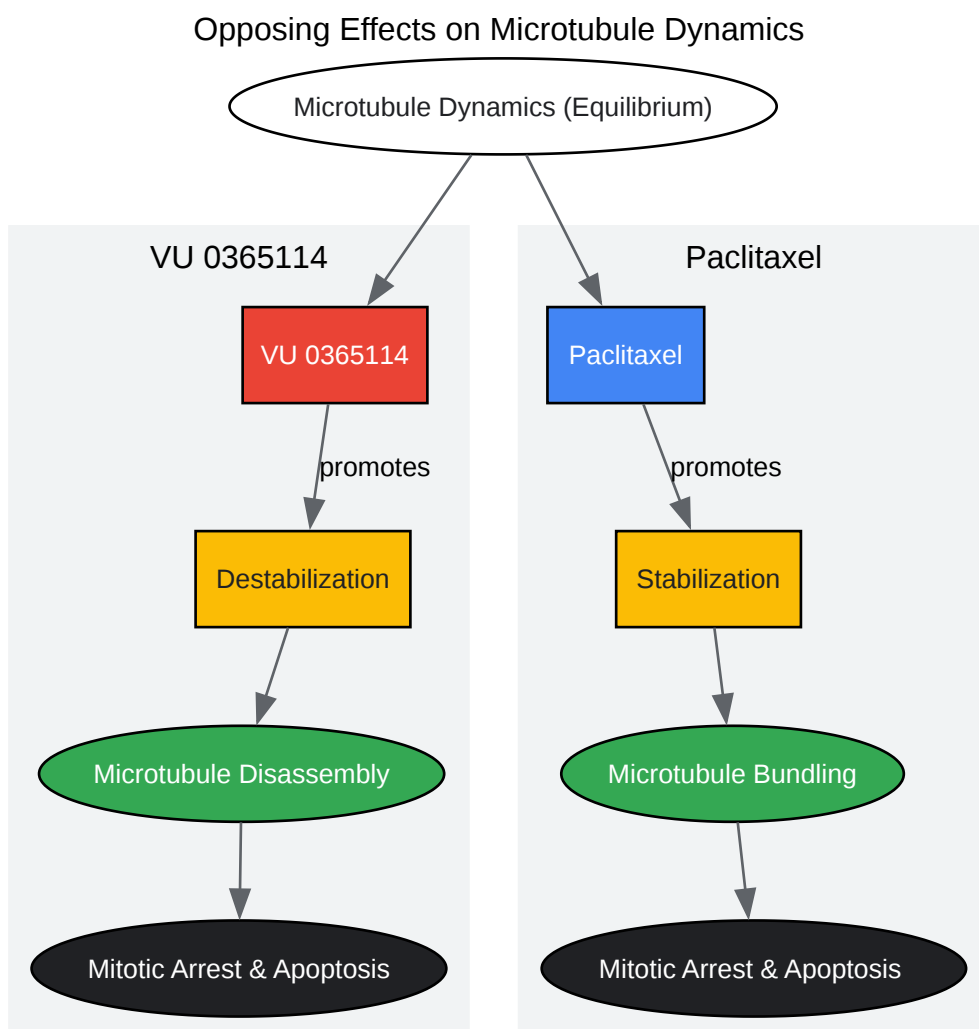 Opposing Effects on Microtubule Dynamics
Microtubule Dynamics (Equilibrium)
VU 0365114
Paclitaxel
VU 0365114
Paclitaxel
promotes
promotes
Destabilization
Stabilization
Microtubule Disassembly
Microtubule Bundling
Mitotic Arrest & Apoptosis
Mitotic Arrest & Apoptosis